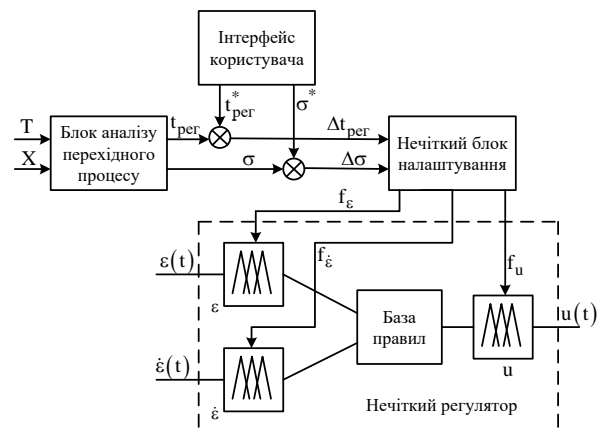 Інтерфейс
користувача
t*рег
σ*
T
X
Блок аналізу
перехідного
процесу
tрег
σ
Δtрег
Δσ
Нечіткий блок
налаштування
fε
fε̇
fu
ε(t)
ε
ε̇(t)
ε̇
База
правил
u
u(t)
Нечіткий регулятор